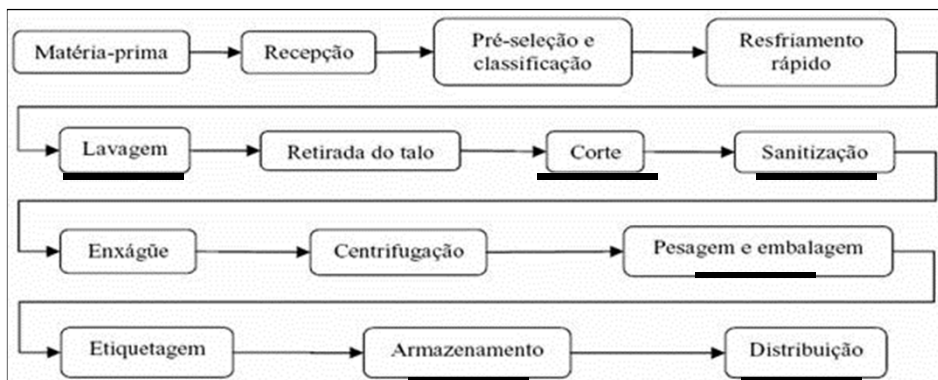 Matéria-prima
Recepção
Pré-seleção e
classificação
Resfriamento
rápido
Lavagem
Retirada do talo
Corte
Sanitização
Enxágüe
Centrifugação
Pesagem e embalagem
Etiquetagem
Armazenamento
Distribuição